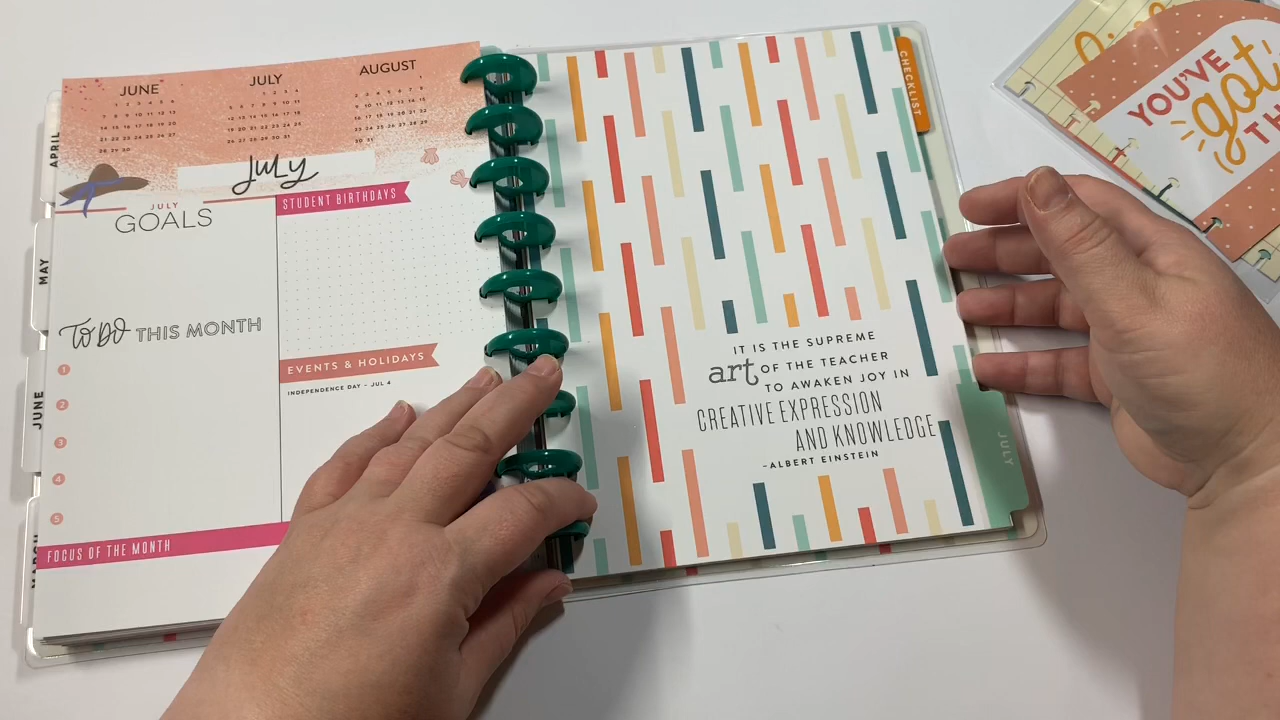 JUNE
JULY
AUGUST
July
JULY
GOALS
STUDENT BIRTHDAYS
TO DO THIS MONTH
1
2
3
4
5
EVENTS & HOLIDAYS
INDEPENDENCE DAY - JUL 4
FOCUS OF THE MONTH
APRIL
MAY
JUNE
CHECKLIST
IT IS THE SUPREME
art OF THE TEACHER
TO AWAKEN JOY IN
CREATIVE EXPRESSION
AND KNOWLEDGE
-ALBERT EINSTEIN
JULY
YOU'VE
got